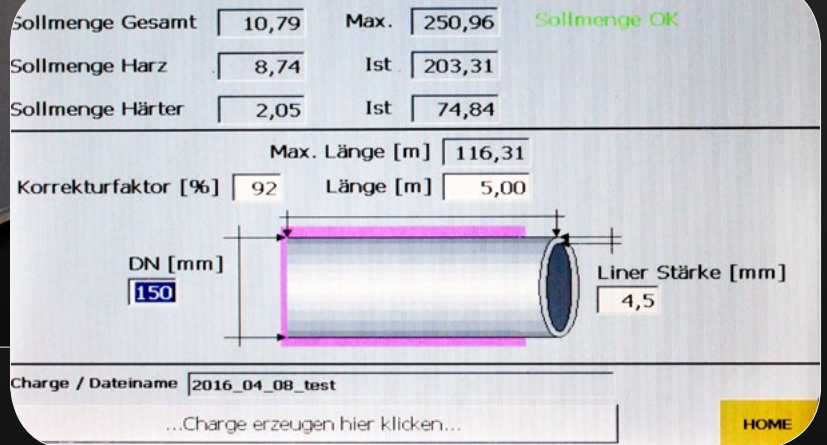 Sollmenge Gesamt 10,79 Max. 250,96 Sollmenge OK
Sollmenge Harz 8,74 Ist 203,31
Sollmenge Härter 2,05 Ist 74,84
Max. Länge [m] 116,31
Korrekturfaktor [%] 92 Länge [m] 5,00
DN [mm]
150
Liner Stärke [mm]
4,5
Charge / Dateiname 2016_04_08_test
...Charge erzeugen hier klicken...
HOME